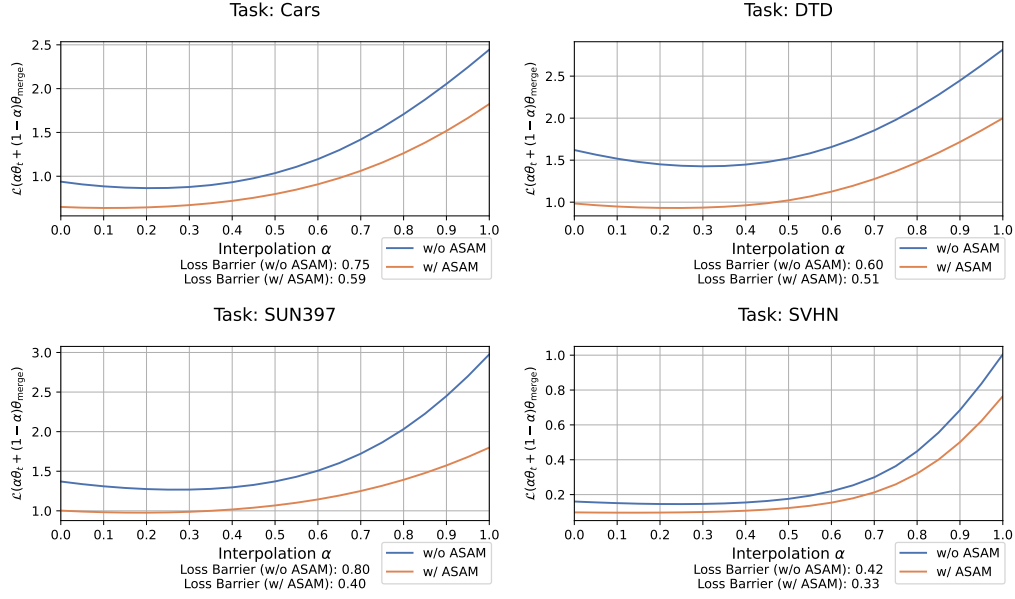 Task: Cars
ℒ(αθ_t + (1 − α)θ_merge)
2.5
2.0
1.5
1.0
0.0 0.1 0.2 0.3 0.4 0.5 0.6 0.7 0.8 0.9 1.0
Interpolation α
Loss Barrier (w/o ASAM): 0.75
Loss Barrier (w/ ASAM): 0.59
w/o ASAM
w/ ASAM
Task: DTD
ℒ(αθ_t + (1 − α)θ_merge)
2.5
2.0
1.5
1.0
0.0 0.1 0.2 0.3 0.4 0.5 0.6 0.7 0.8 0.9 1.0
Interpolation α
Loss Barrier (w/o ASAM): 0.60
Loss Barrier (w/ ASAM): 0.51
w/o ASAM
w/ ASAM
Task: SUN397
ℒ(αθ_t + (1 − α)θ_merge)
3.0
2.5
2.0
1.5
1.0
0.0 0.1 0.2 0.3 0.4 0.5 0.6 0.7 0.8 0.9 1.0
Interpolation α
Loss Barrier (w/o ASAM): 0.80
Loss Barrier (w/ ASAM): 0.40
w/o ASAM
w/ ASAM
Task: SVHN
ℒ(αθ_t + (1 − α)θ_merge)
1.0
0.8
0.6
0.4
0.2
0.0 0.1 0.2 0.3 0.4 0.5 0.6 0.7 0.8 0.9 1.0
Interpolation α
Loss Barrier (w/o ASAM): 0.42
Loss Barrier (w/ ASAM): 0.33
w/o ASAM
w/ ASAM